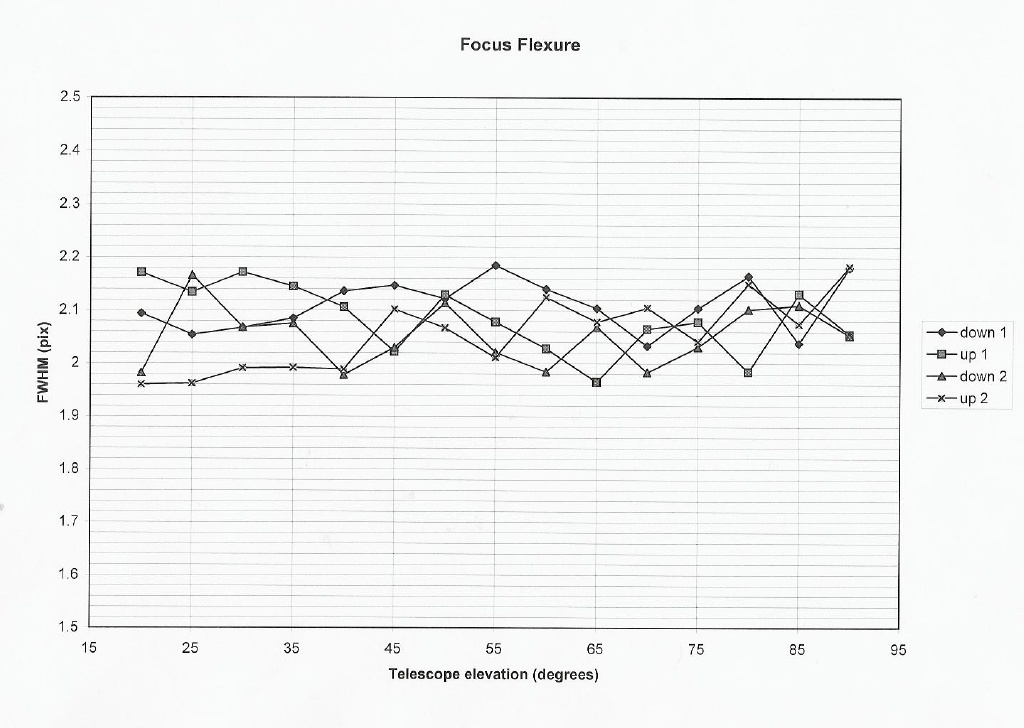 Focus Flexure
2.5
2.4
2.3
2.2
2.1
2
1.9
1.8
1.7
1.6
1.5
FWHM (pix)
15 25 35 45 55 65 75 85 95
Telescope elevation (degrees)
down 1
up 1
down 2
up 2